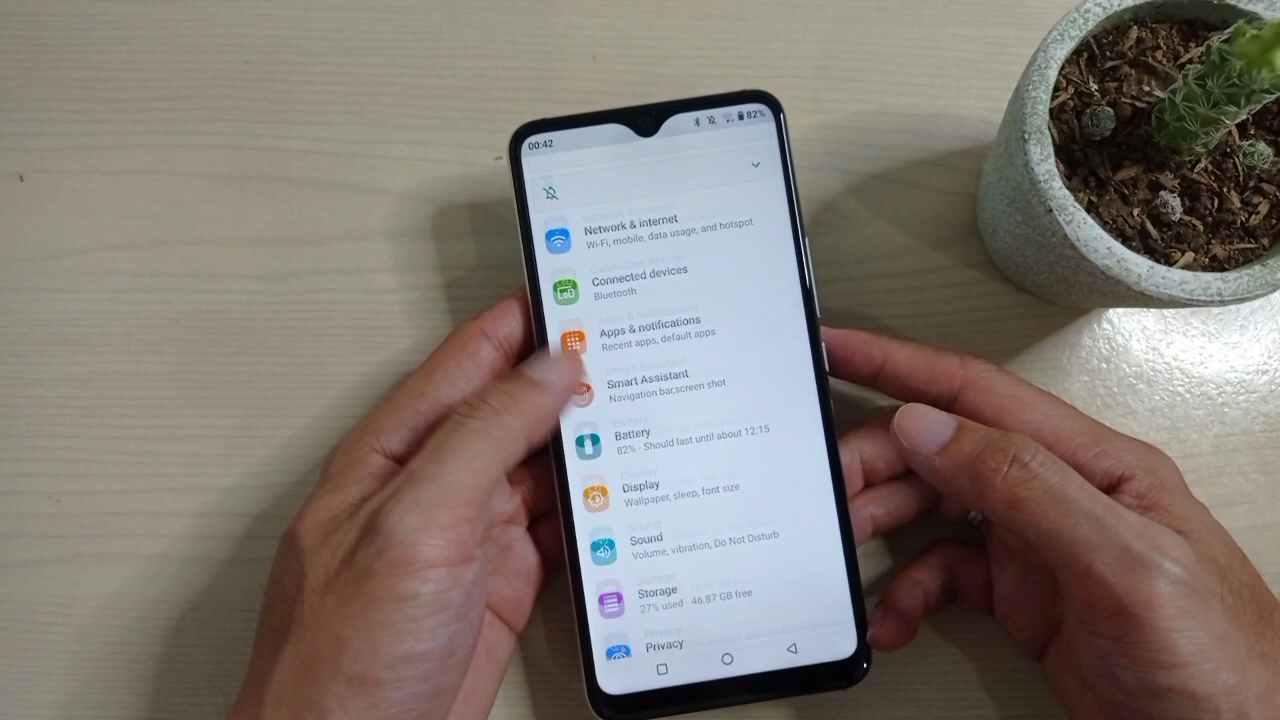 00:42
82%
Network & internet
Wi-Fi, mobile, data usage, and hotspot
Connected devices
Bluetooth
Apps & notifications
Recent apps, default apps
Smart Assistant
Navigation bar,screen shot
Battery
82% - Should last until about 12:15
Display
Wallpaper, sleep, font size
Sound
Volume, vibration, Do Not Disturb
Storage
27% used - 46.87 GB free
Privacy